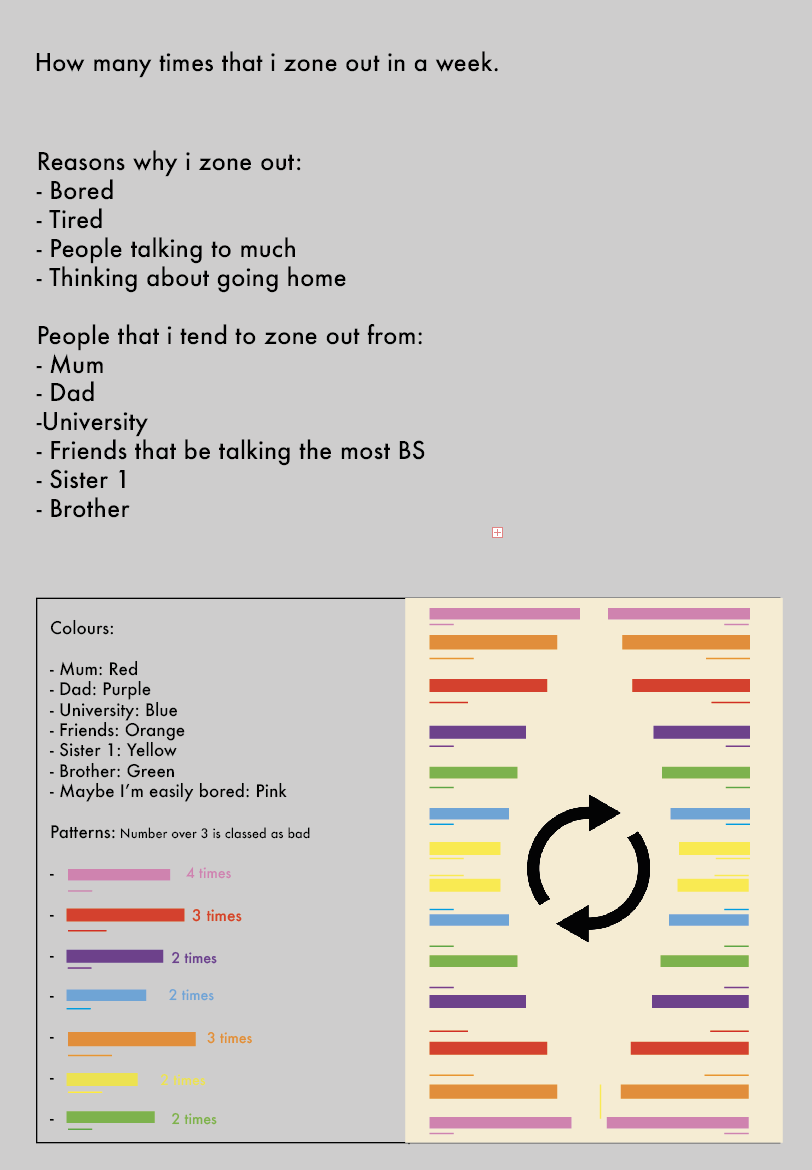 How many times that i zone out in a week.
Reasons why i zone out:
- Bored
- Tired
- People talking to much
- Thinking about going home
People that i tend to zone out from:
- Mum
- Dad
-University
- Friends that be talking the most BS
- Sister 1
- Brother
Colours:
- Mum: Red
- Dad: Purple
- University: Blue
- Friends: Orange
- Sister 1: Yellow
- Brother: Green
- Maybe I'm easily bored: Pink
Patterns: Number over 3 is classed as bad
- 4 times
- 3 times
- 2 times
- 2 times
- 3 times
- 2 times
- 2 times